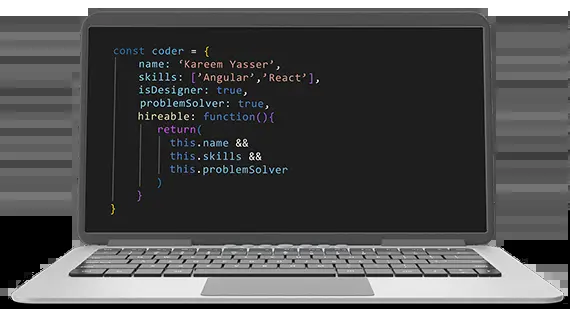 const coder = {
name: ‘Kareem Yasser’,
skills: [’Angular’,’React’],
isDesigner: true,
problemSolver: true,
hireable: function(){
return(
this.name &&
this.skills &&
this.problemSolver
)
}
}